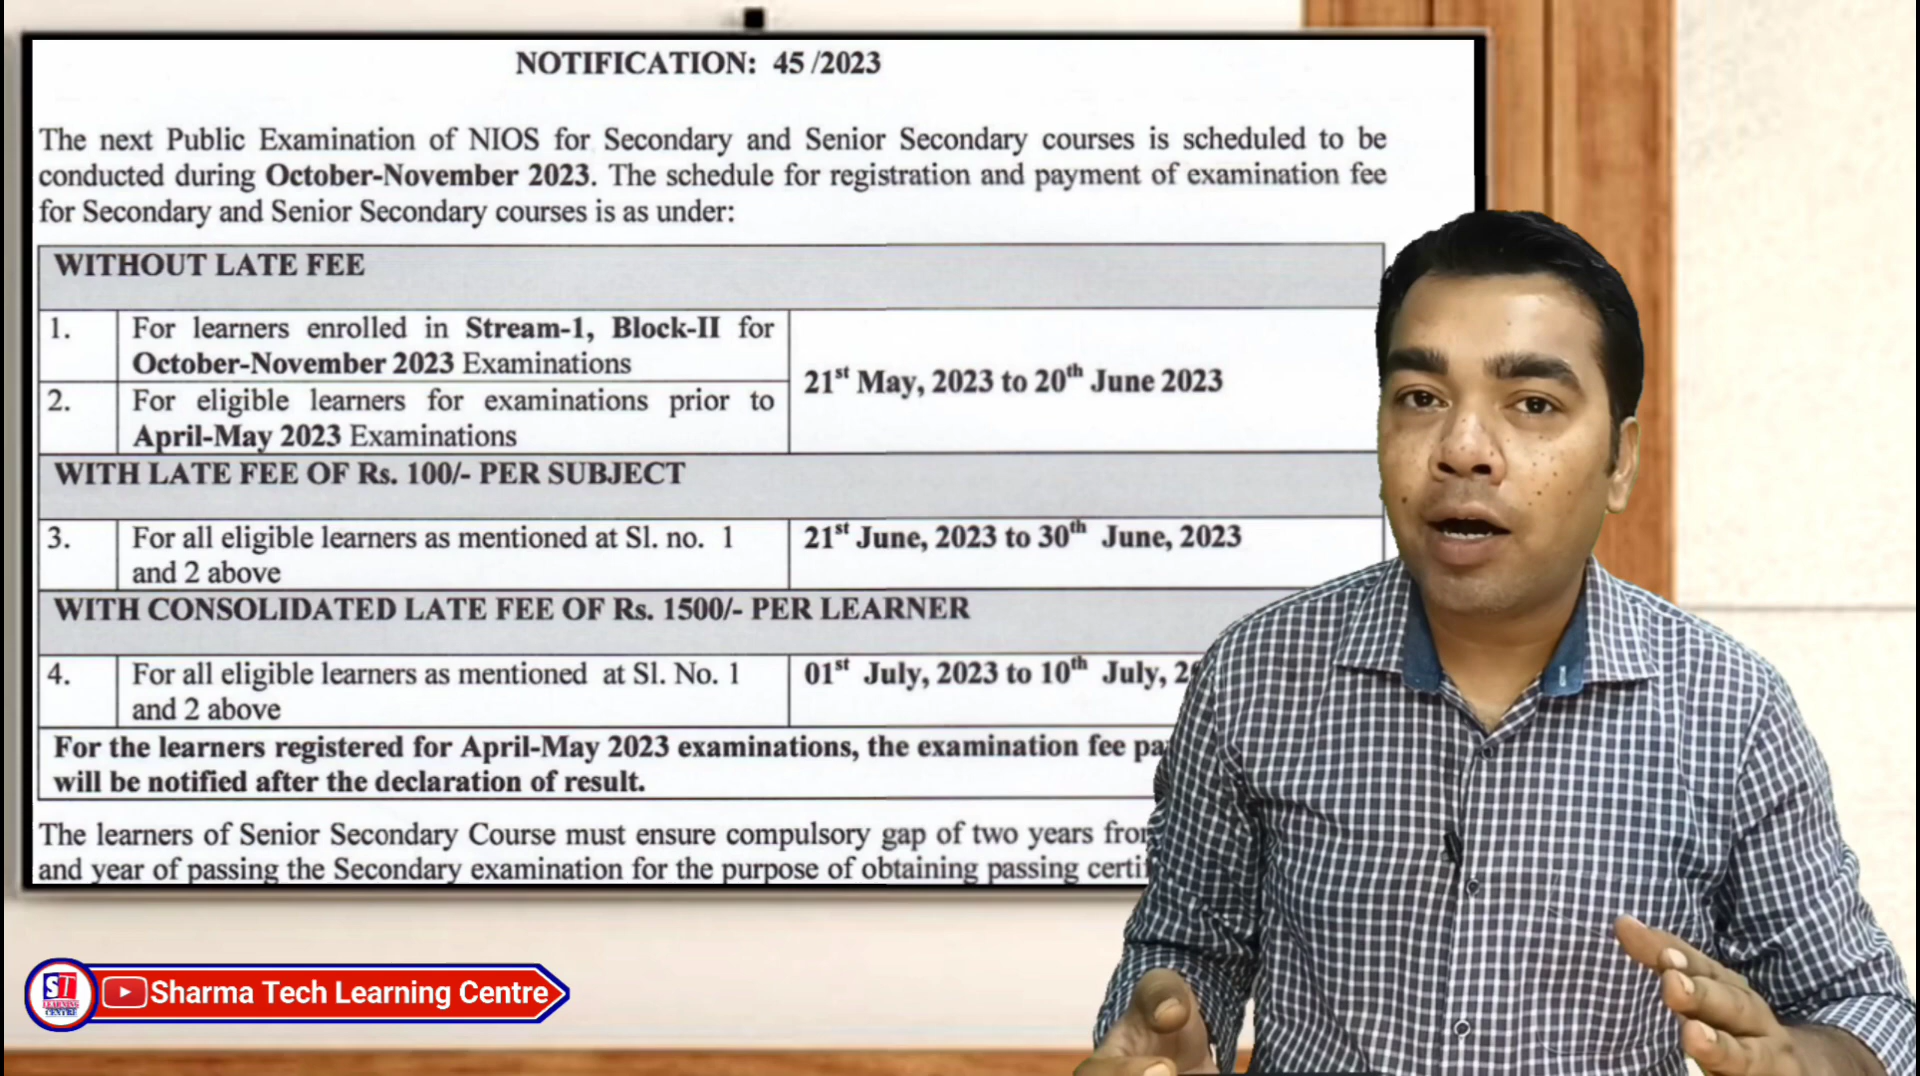 NOTIFICATION: 45 /2023
The next Public Examination of NIOS for Secondary and Senior Secondary courses is scheduled to be
conducted during October-November 2023. The schedule for registration and payment of examination fee
for Secondary and Senior Secondary courses is as under:
WITHOUT LATE FEE
1. For learners enrolled in Stream-1, Block-II for
October-November 2023 Examinations
21st May, 2023 to 20th June 2023
2. For eligible learners for examinations prior to
April-May 2023 Examinations
WITH LATE FEE OF Rs. 100/- PER SUBJECT
3. For all eligible learners as mentioned at Sl. no. 1
and 2 above
21st June, 2023 to 30th June, 2023
WITH CONSOLIDATED LATE FEE OF Rs. 1500/- PER LEARNER
4. For all eligible learners as mentioned at Sl. No. 1
and 2 above
01st July, 2023 to 10th July,
For the learners registered for April-May 2023 examinations, the examination fee
will be notified after the declaration of result.
The learners of Senior Secondary Course must ensure compulsory gap of two years
and year of passing the Secondary examination for the purpose of obtaining passing
ST
LEARNING
CENTRE
Sharma Tech Learning Centre